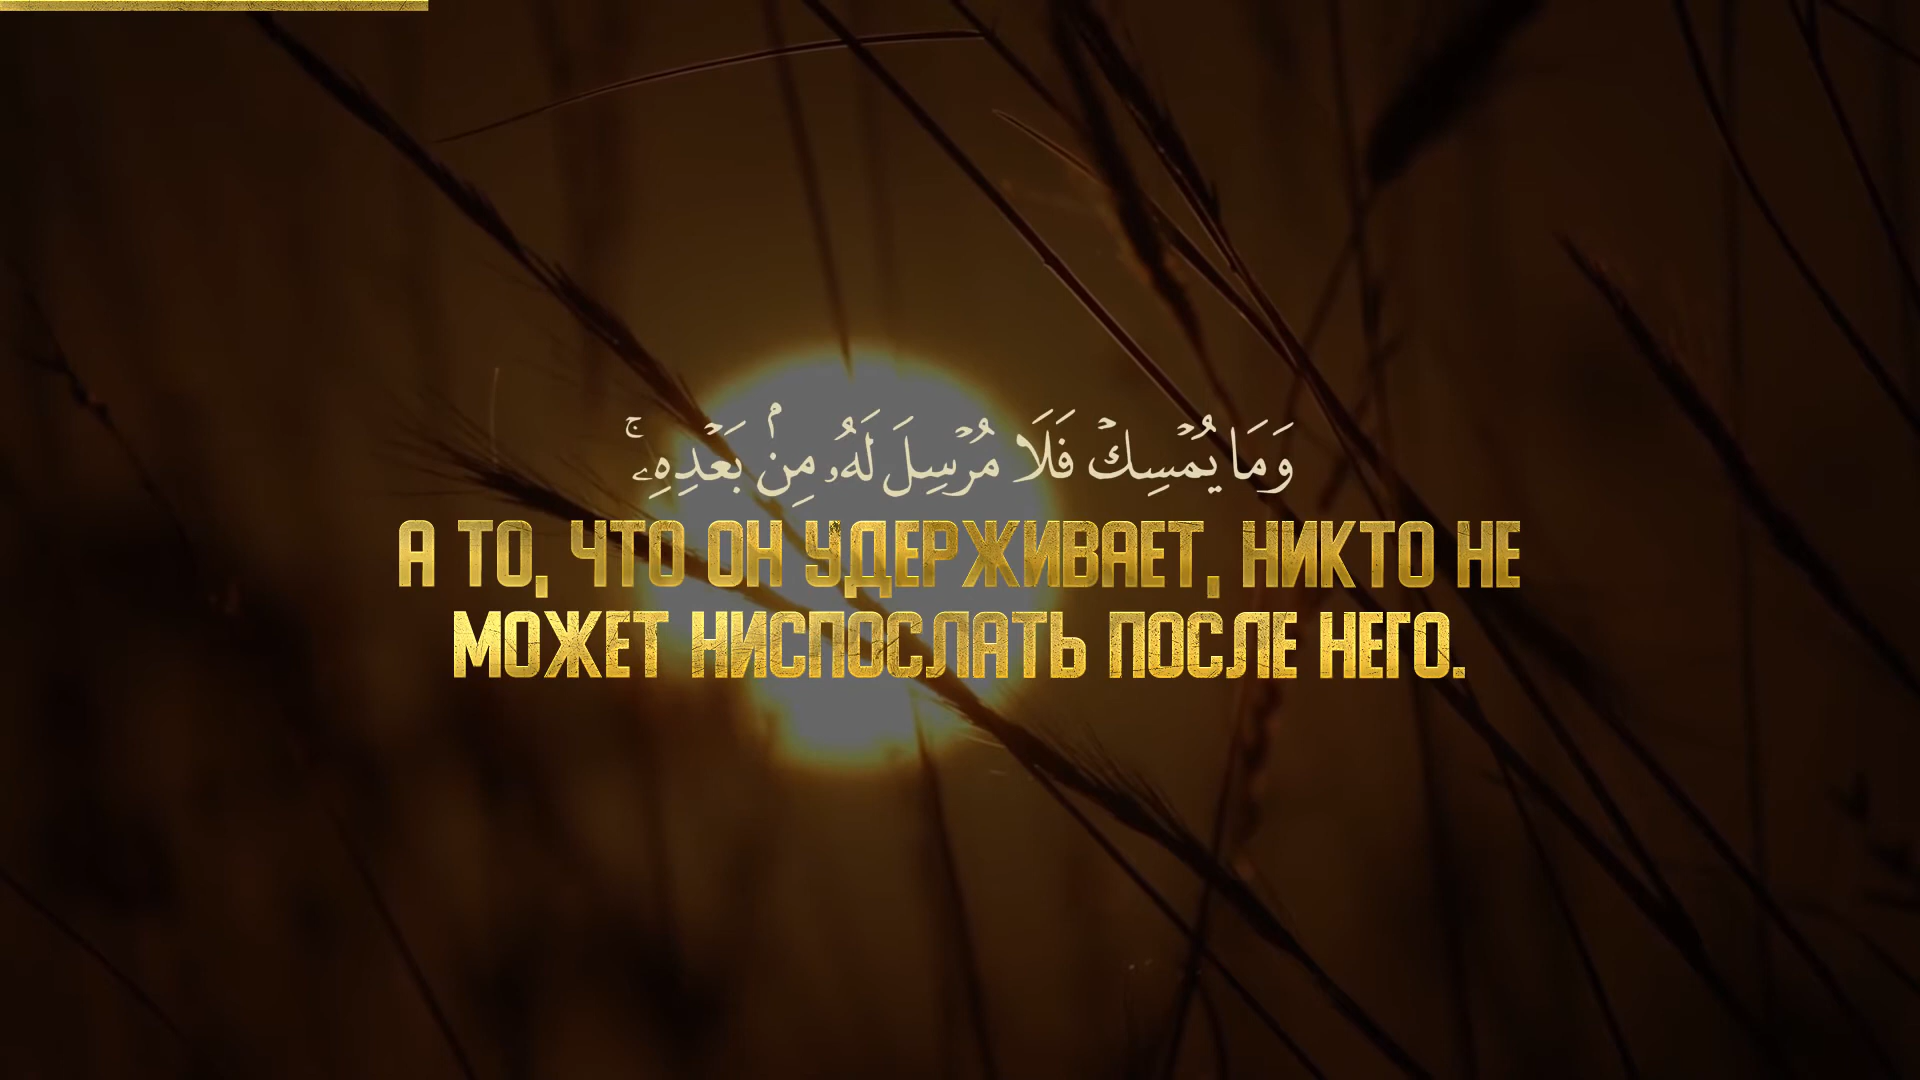 وَمَا يُمْسِكْ فَلَا مُرْسِلَ لَهُۥ مِنۢ بَعْدِهِۦ ۚ
А ТО, ЧТО ОН УДЕРЖИВАЕТ, НИКТО НЕ
МОЖЕТ НИСПОСЛАТЬ ПОСЛЕ НЕГО.